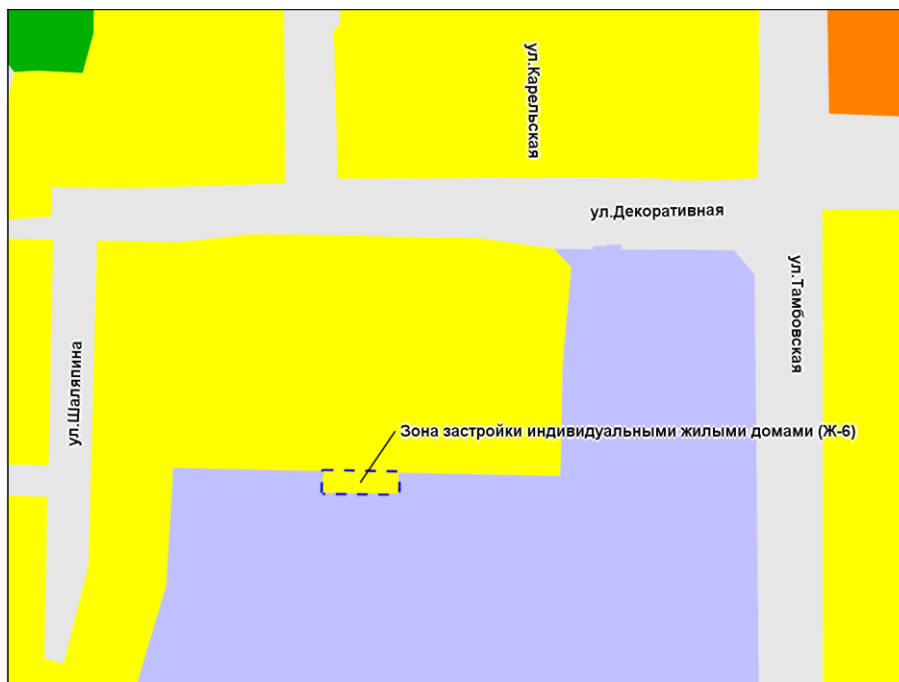 ул.Карельская
ул.Декоративная
ул.Тамбовская
ул.Шаляпина
Зона застройки индивидуальными жилыми домами (Ж-6)